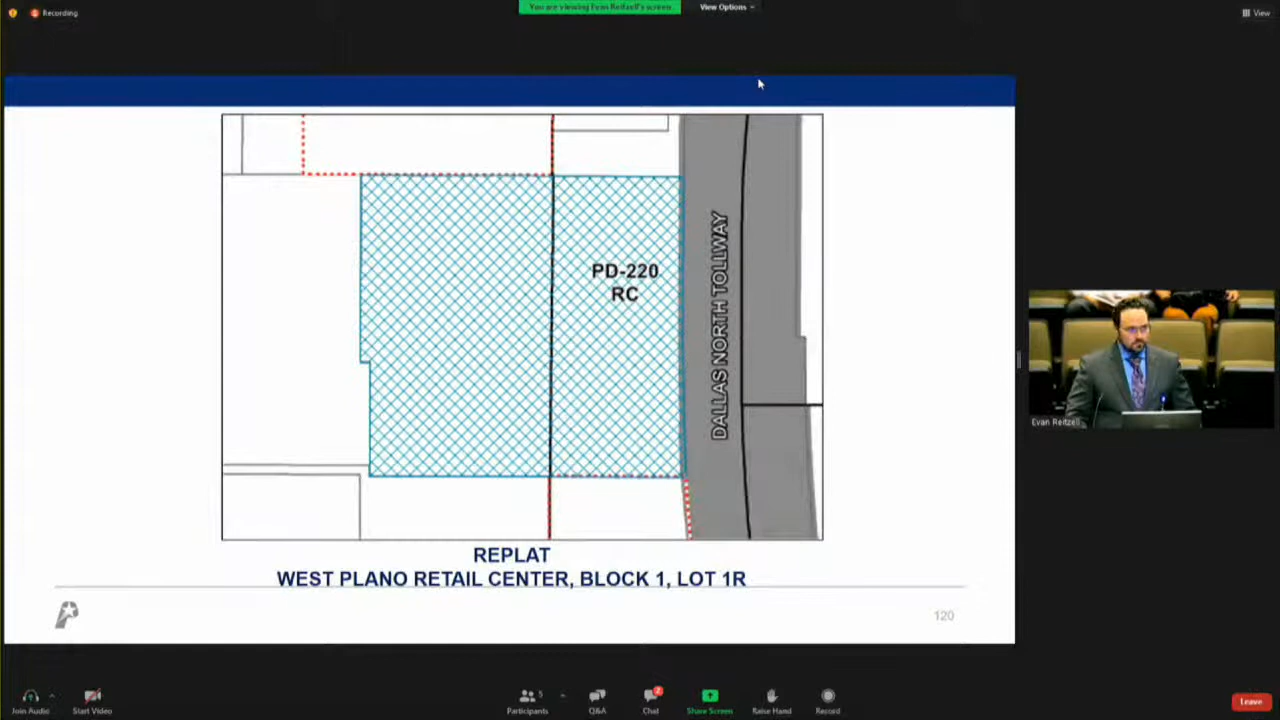 Recording
You are viewing Evan Reitzell's screen
View Options
View
PD-220
RC
DALLAS NORTH TOLLWAY
REPLAT
WEST PLANO RETAIL CENTER, BLOCK 1, LOT 1R
120
Evan Reitzell
Join Audio
Start Video
5
Participants
Q&A
2
Chat
Share Screen
Raise Hand
Record
Leave